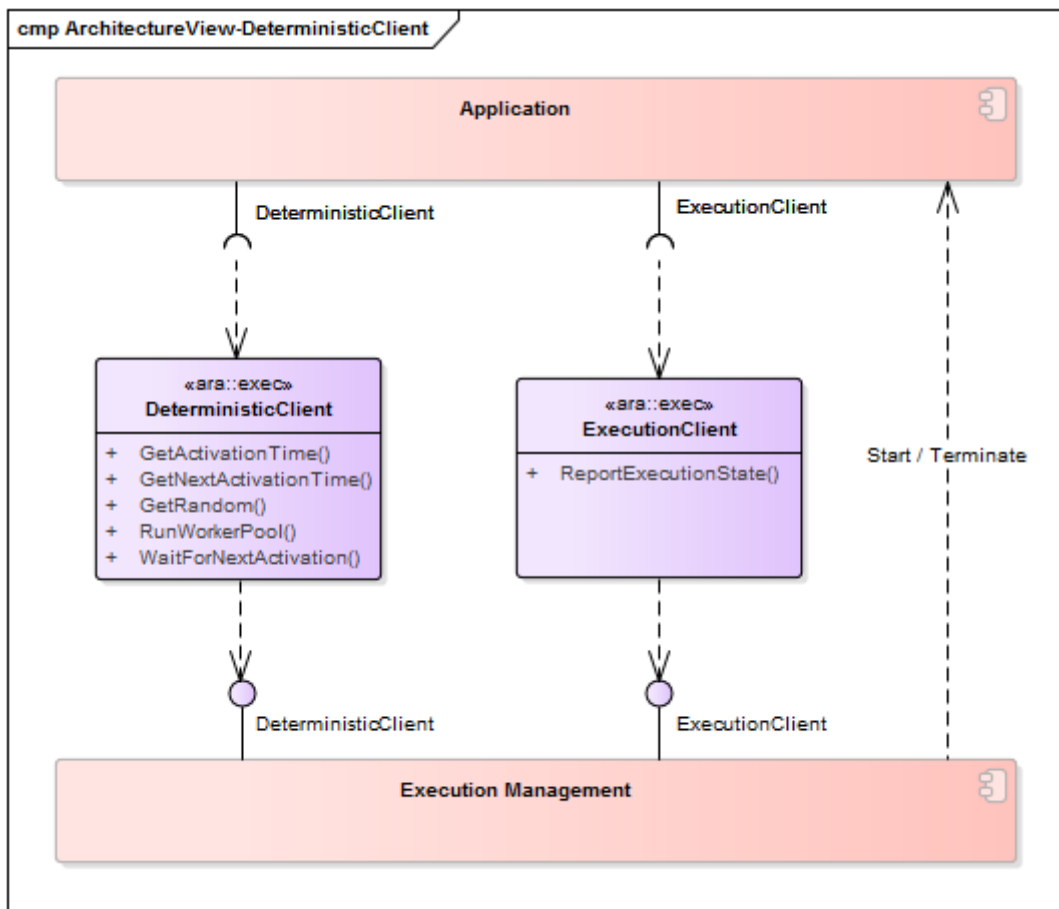 cmp ArchitectureView-DeterministicClient
Application
DeterministicClient
ExecutionClient
«ara::exec»
DeterministicClient
+ GetActivationTime()
+ GetNextActivationTime()
+ GetRandom()
+ RunWorkerPool()
+ WaitForNextActivation()
«ara::exec»
ExecutionClient
+ ReportExecutionState()
Start / Terminate
DeterministicClient
ExecutionClient
Execution Management